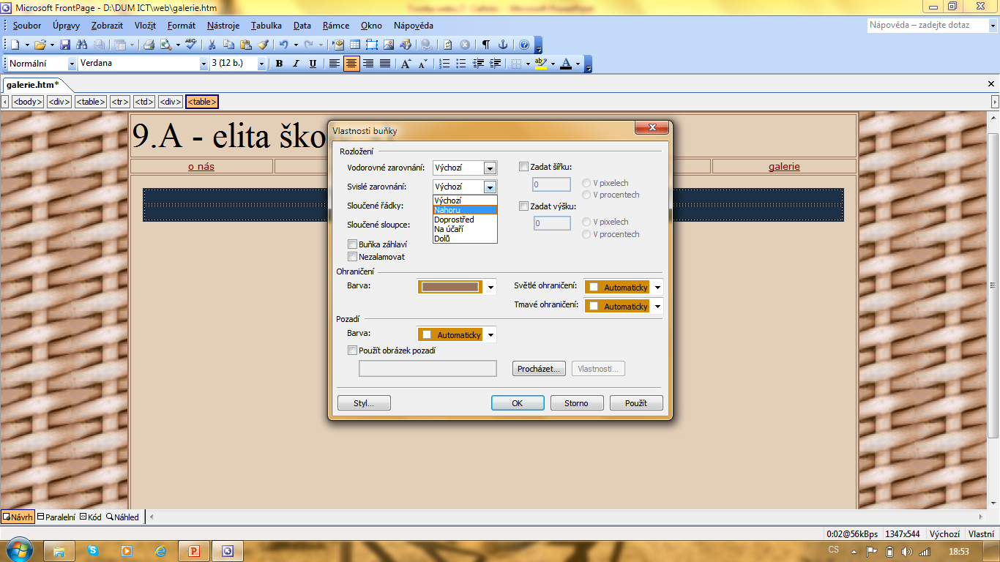 Microsoft FrontPage - D:\DUM ICT\web\galerie.htm
Soubor Úpravy Zobrazit Vložit Formát Nástroje Tabulka Data Rámce Okno Nápověda
Nápověda – zadejte dotaz
Normální Verdana 3 (12 b.) B I U A A A
galerie.htm*
<body> <div> <table> <tr> <td> <div> <table>
9.A - elita ško
o nás galerie
Vlastnosti buňky
Rozložení
Vodorovné zarovnání: Výchozí Zadat šířku:
0 V pixelech
V procentech
Svislé zarovnání: Výchozí
Výchozí
Nahoru
Doprostřed
Na účaří
Dolů
Sloučené řádky: Zadat výšku:
0 V pixelech
V procentech
Sloučené sloupce:
Buňka záhlaví
Nezalamovat
Ohraničení
Barva: Světlé ohraničení: Automaticky
Tmavé ohraničení: Automaticky
Pozadí
Barva: Automaticky
Použít obrázek pozadí
Procházet... Vlastnosti...
Styl... OK Storno Použít
Návrh Paralelní Kód Náhled
0:02@56kBps 1347x544 Výchozí Vlastní
CS 18:53